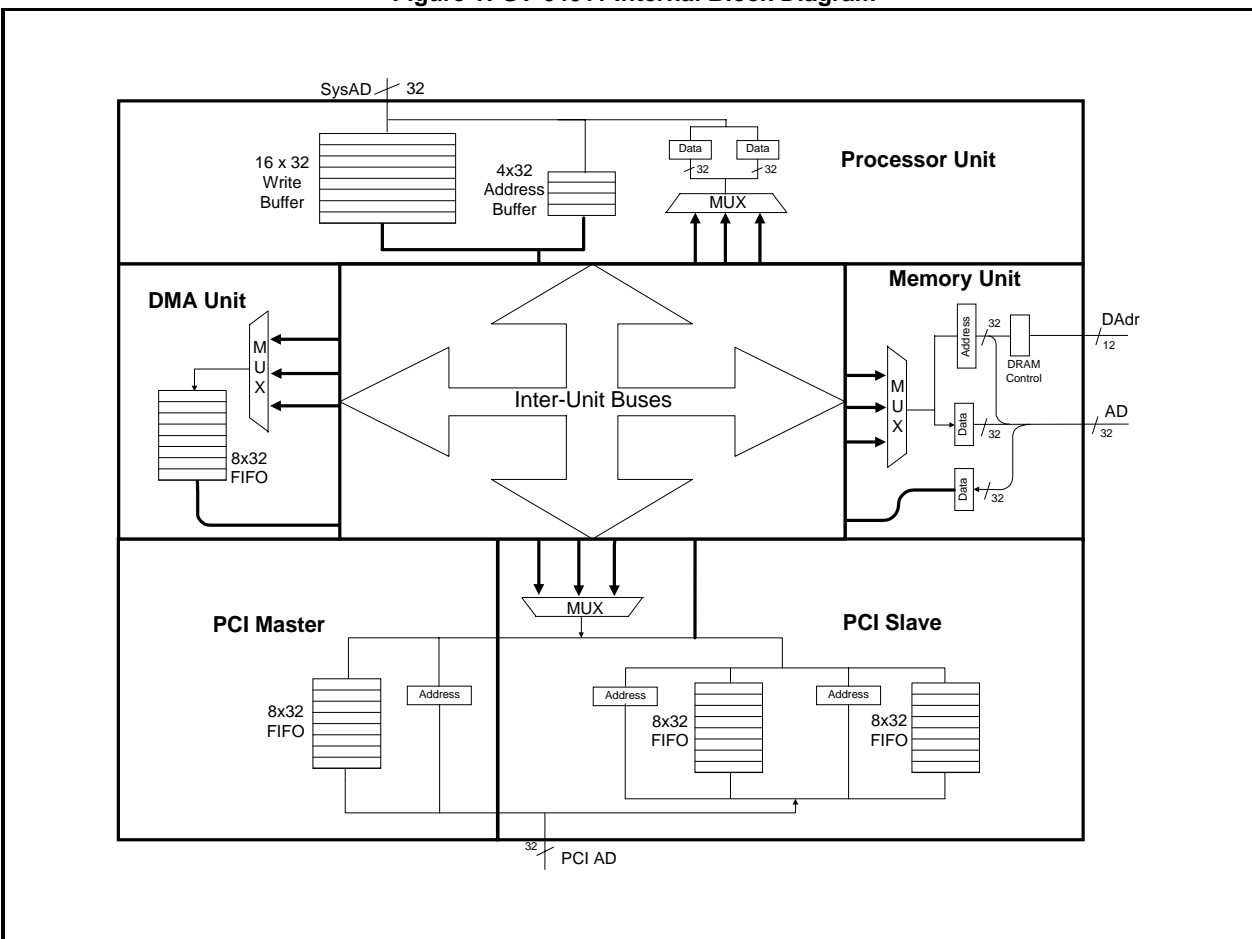 SysAD
32
16 x 32
Write
Buffer
4x32
Address
Buffer
Data
Data
32
32
MUX
Processor Unit
DMA Unit
M
U
X
8x32
FIFO
Inter-Unit Buses
Memory Unit
M
U
X
Address
32
DRAM
Control
DAdr
12
Data
32
AD
32
Data
32
MUX
PCI Master
PCI Slave
8x32
FIFO
Address
Address
8x32
FIFO
Address
8x32
FIFO
32
PCI AD